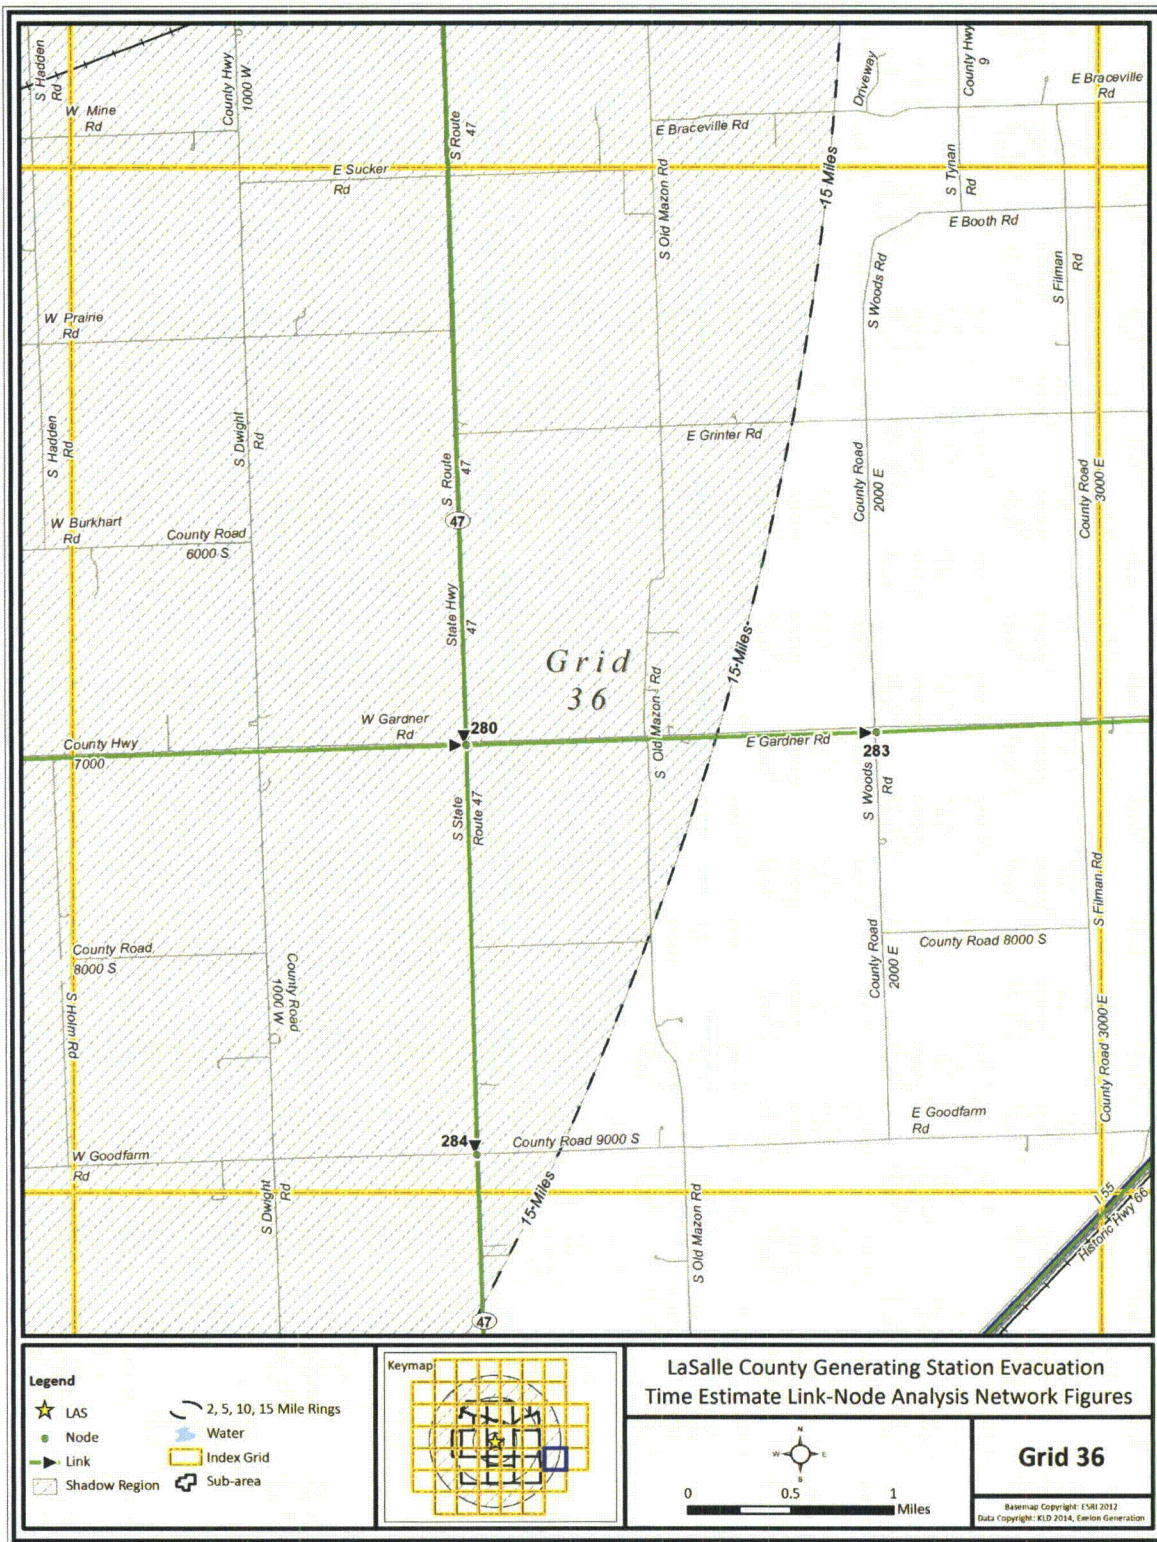 S Hadden
Rd
County Hwy
1000 W
S Route
47
Driveway
County Hwy
9
E Braceville
Rd
W Mine
Rd
E Braceville Rd
E Sucker
Rd
S Old Mazon Rd
15 Miles
S Tynan
Rd
E Booth Rd
S Woods Rd
S Filman
Rd
W Prairie
Rd
S Hadden
Rd
S Dwight
Rd
S Route
47
E Grinter Rd
County Road
2000 E
County Road
3000 E
W Burkhart
Rd
County Road
6000 S
47
State Hwy
47
Grid
36
15-Miles
S Old Mazon Rd
W Gardner
Rd
280
County Hwy
7000
E Gardner Rd
283
S Woods
Rd
S State
Route 47
S Filman Rd
County Road
8000 S
County Road 8000 S
County Road
2000 E
County Road
1000 W
S Holm Rd
County Road 3000 E
E Goodfarm
Rd
284
County Road 9000 S
W Goodfarm
Rd
S Dwight
Rd
15-Miles
S Old Mazon Rd
I 55
Historic Hwy 66
47
Legend
LAS
Node
Link
Shadow Region
2, 5, 10, 15 Mile Rings
Water
Index Grid
Sub-area
Keymap
LaSalle County Generating Station Evacuation
Time Estimate Link-Node Analysis Network Figures
N
W E
S
0 0.5 1
Miles
Grid 36
Basemap Copyright: ESRI 2012
Data Copyright: KLD 2014, Exelon Generation